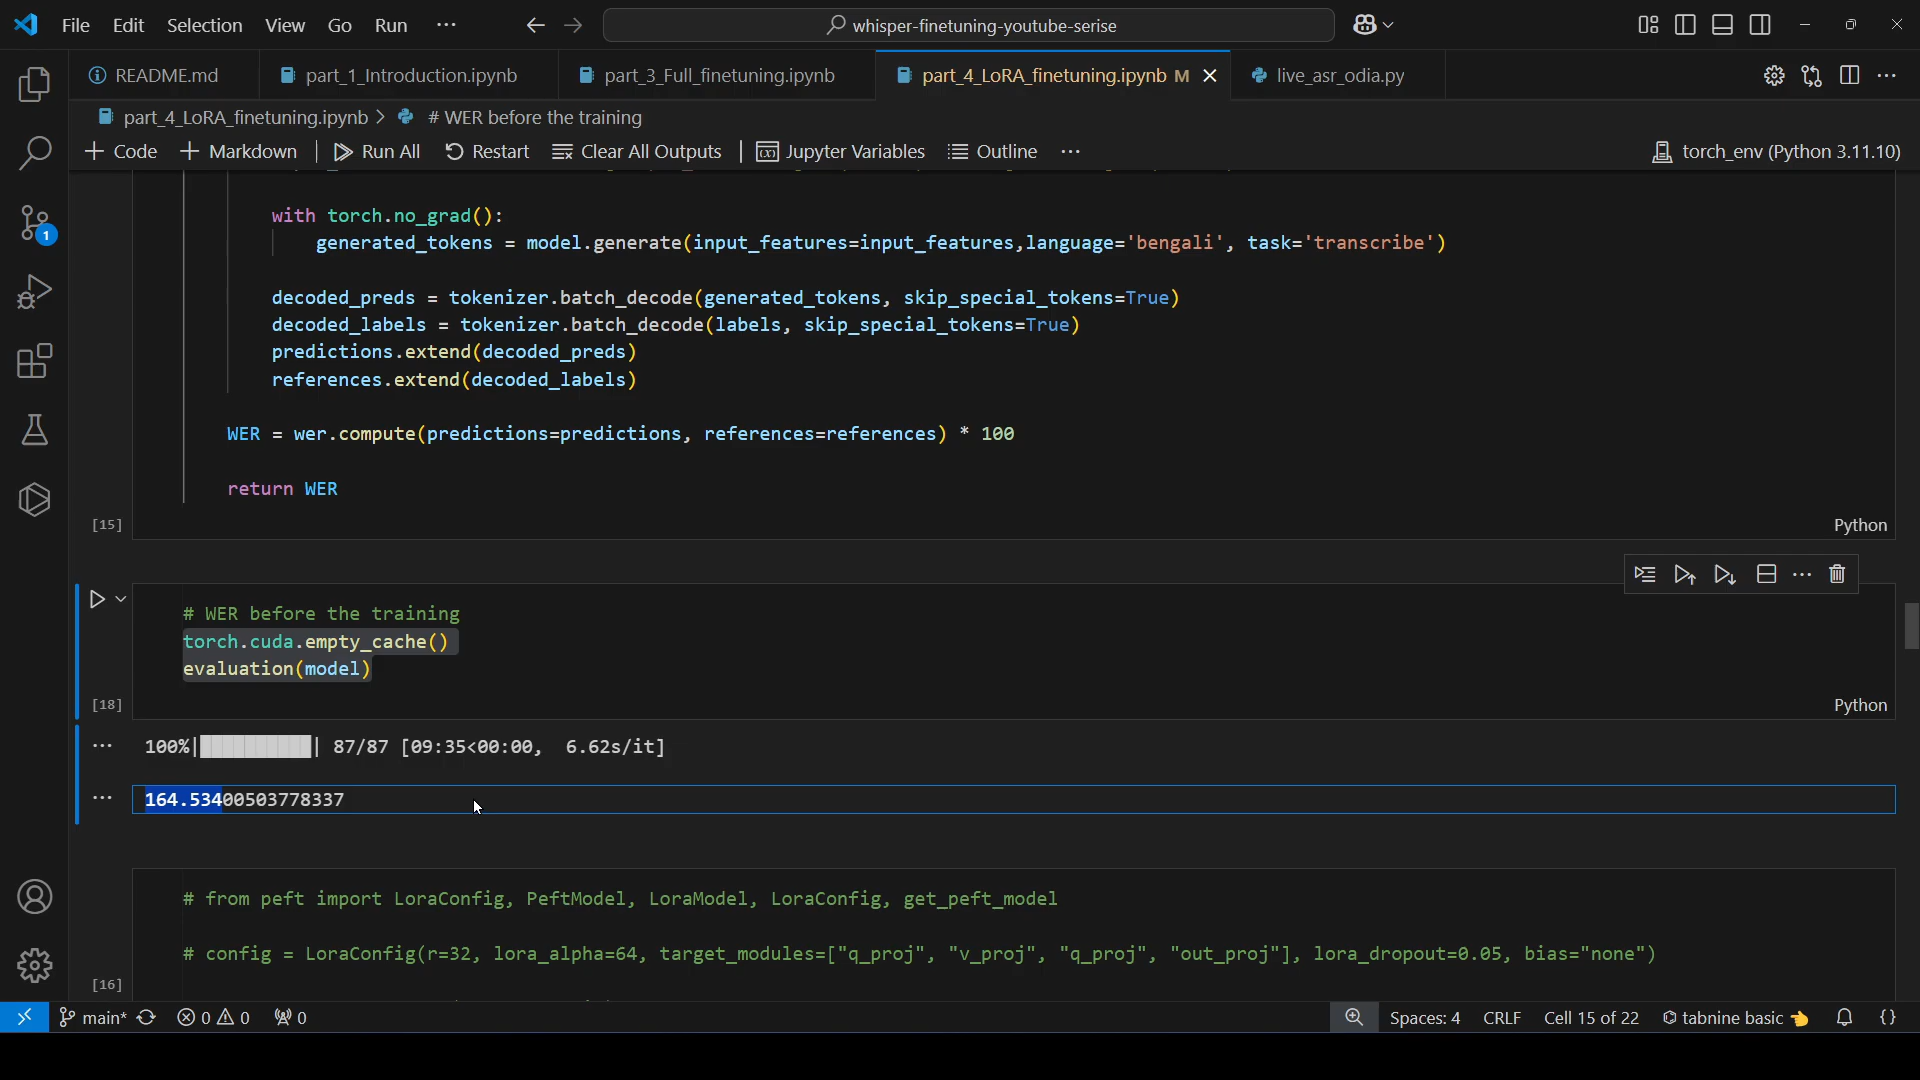 File Edit Selection View Go Run ··· whisper-finetuning-youtube-serise
README.md part_1_Introduction.ipynb part_3_Full_finetuning.ipynb part_4_LoRA_finetuning.ipynb M live_asr_odia.py
part_4_LoRA_finetuning.ipynb > # WER before the training
+ Code + Markdown Run All Restart Clear All Outputs Jupyter Variables Outline ··· torch_env (Python 3.11.10)
with torch.no_grad():
generated_tokens = model.generate(input_features=input_features,language='bengali', task='transcribe')
decoded_preds = tokenizer.batch_decode(generated_tokens, skip_special_tokens=True)
decoded_labels = tokenizer.batch_decode(labels, skip_special_tokens=True)
predictions.extend(decoded_preds)
references.extend(decoded_labels)
WER = wer.compute(predictions=predictions, references=references) * 100
return WER
[15] Python
# WER before the training
torch.cuda.empty_cache()
evaluation(model)
[18] Python
100%|██████████| 87/87 [09:35<00:00, 6.62s/it]
164.53400503778337
# from peft import LoraConfig, PeftModel, LoraModel, LoraConfig, get_peft_model
# config = LoraConfig(r=32, lora_alpha=64, target_modules=["q_proj", "v_proj", "q_proj", "out_proj"], lora_dropout=0.05, bias="none")
[16]
main* 0 0 0 Spaces: 4 CRLF Cell 15 of 22 tabnine basic {}
1